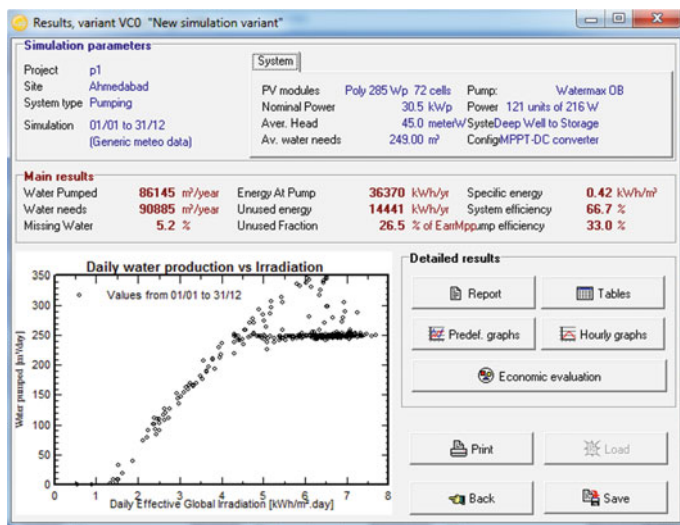 Results, variant VC0 "New simulation variant"
Simulation parameters
Project p1
Site Ahmedabad
System type Pumping
Simulation 01/01 to 31/12
(Generic meteo data)
System
PV modules Poly 285 Wp 72 cells Pump: Watermax OB
Nominal Power 30.5 kWp Power 121 units of 216 W
Aver. Head 45.0 meterW SysteDeep Well to Storage
Av. water needs 249.00 m³ ConfigMPPT-DC converter
Main results
Water Pumped 86145 m³/year Energy At Pump 36370 kWh/yr Specific energy 0.42 kWh/m³
Water needs 90885 m³/year Unused energy 14441 kWh/yr System efficiency 66.7 %
Missing Water 5.2 % Unused Fraction 26.5 % of EarrMpp.ump efficiency 33.0 %
Daily water production vs Irradiation
Values from 01/01 to 31/12
Water pumped [m³/day]
350
300
250
200
150
100
50
0
0 1 2 3 4 5 6 7 8
Daily Effective Global Irradiation [kWh/m².day]
Detailed results
Report Tables
Predef. graphs Hourly graphs
Economic evaluation
Print Load
Back Save